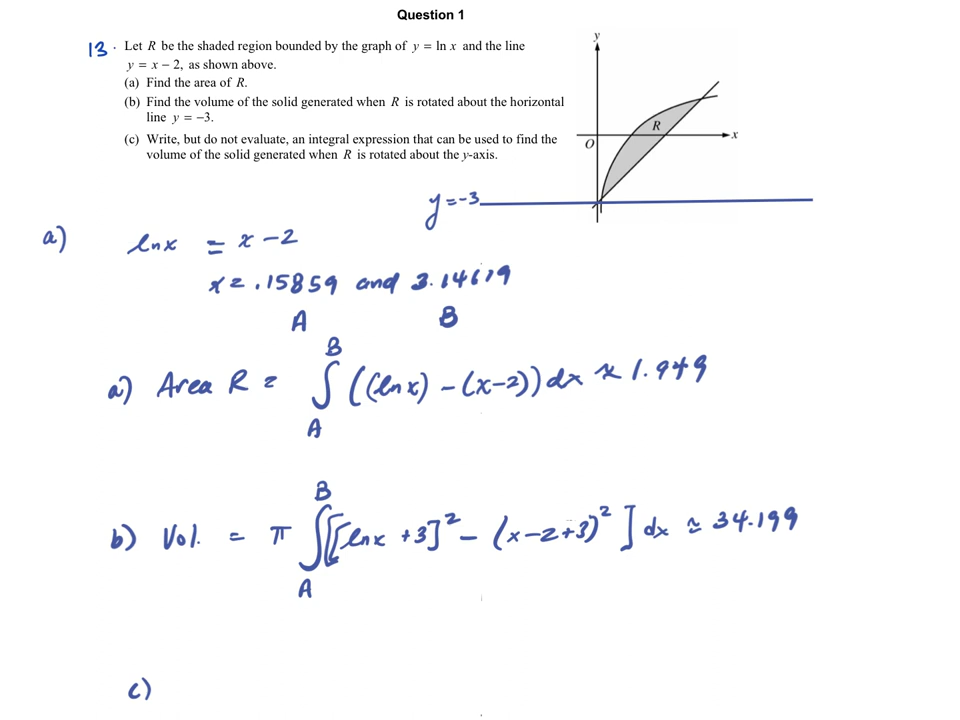 Question 1
13. Let R be the shaded region bounded by the graph of y = ln x and the line
y = x − 2, as shown above.
(a) Find the area of R.
(b) Find the volume of the solid generated when R is rotated about the horizontal
line y = −3.
(c) Write, but do not evaluate, an integral expression that can be used to find the
volume of the solid generated when R is rotated about the y-axis.
y
R
x
O
y = -3
a) ln x = x - 2
x = .15859 and 3.14619
A B
B
a) Area R = ∫ ((ln x) - (x-2)) dx ≈ 1.949
A
B
b) Vol. = π ∫ [[ln x + 3]² - (x-2+3)²] dx ≃ 34.199
A
c)